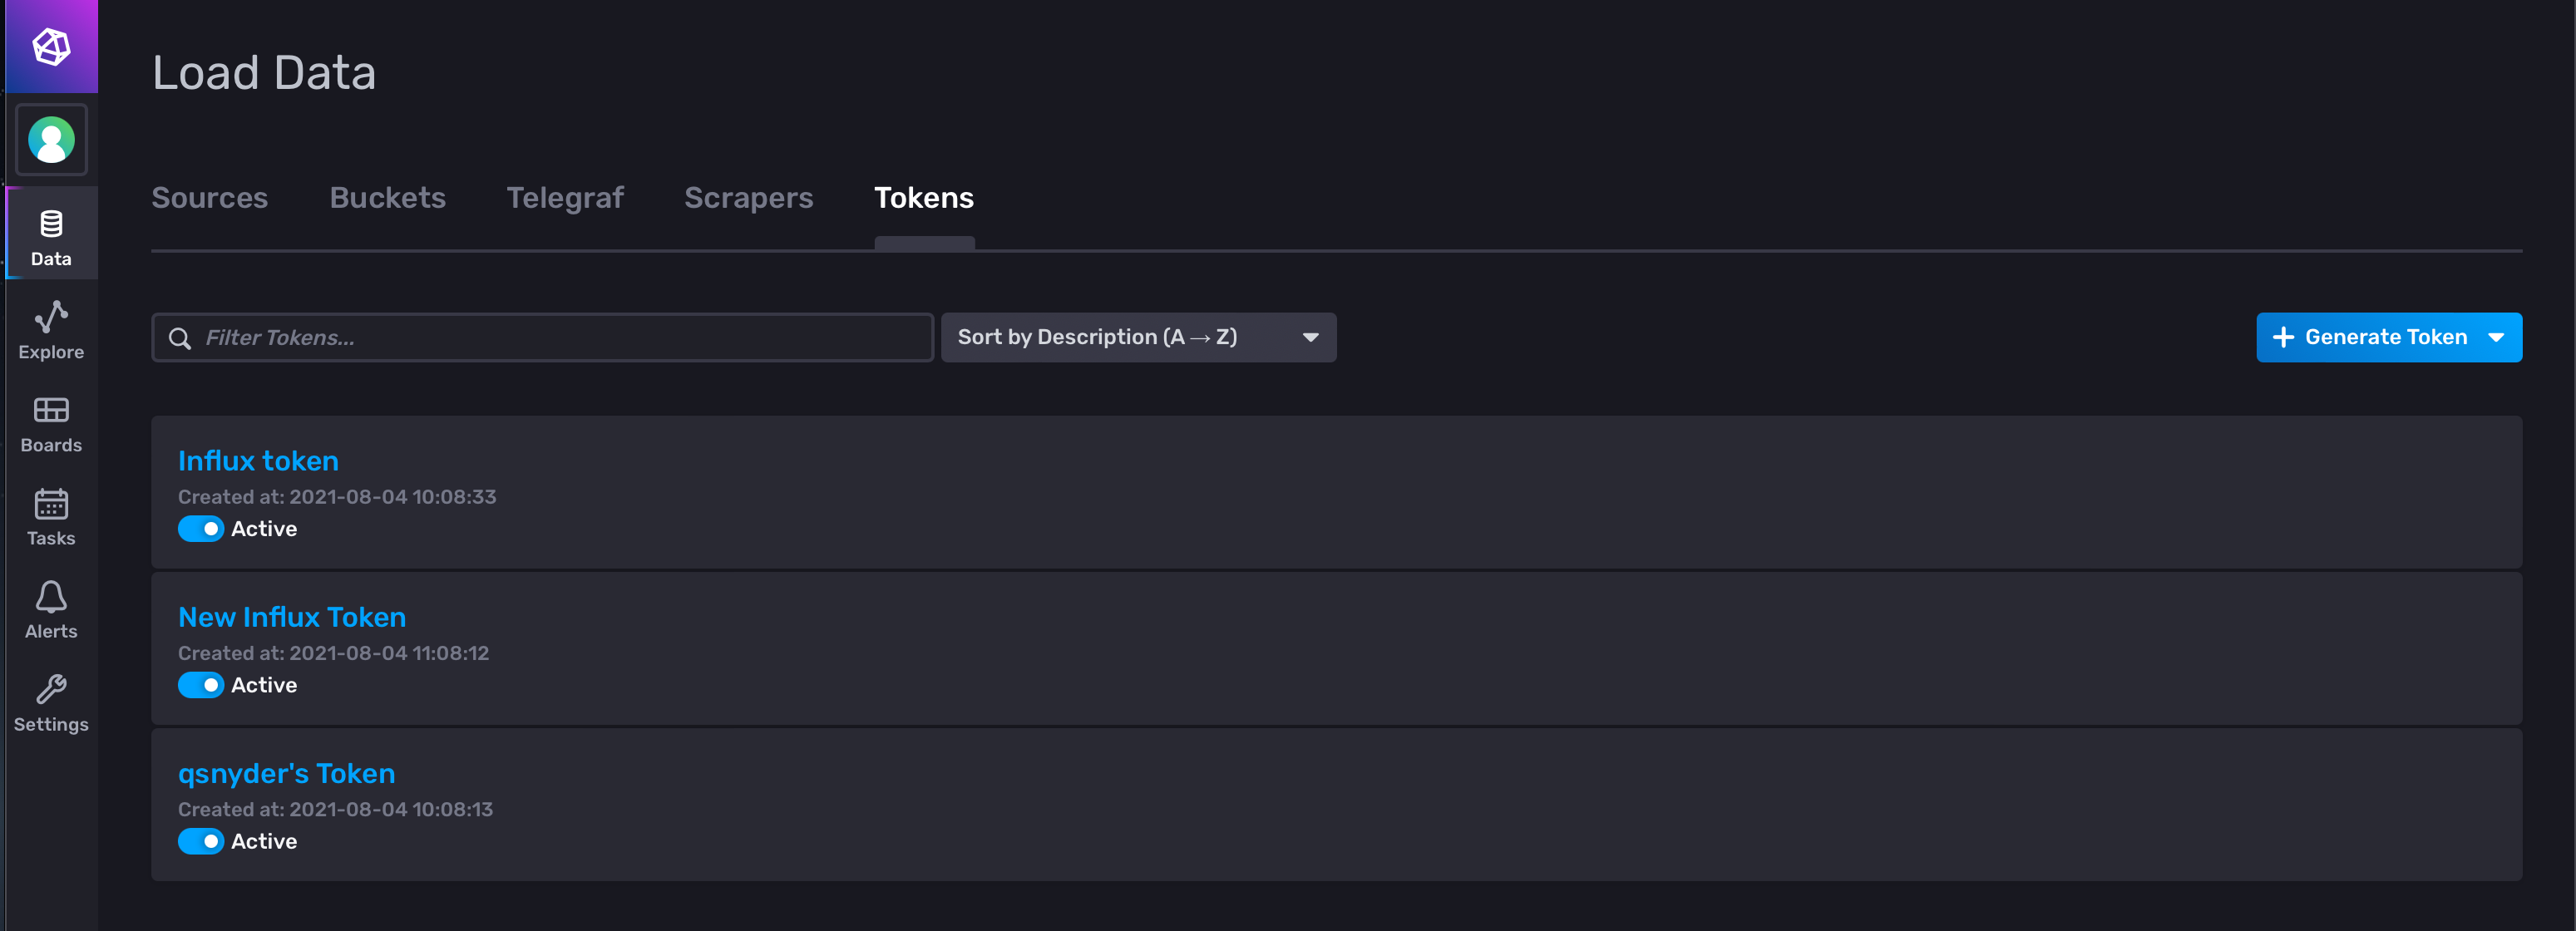 Load Data
Data
Explore
Boards
Tasks
Alerts
Settings
Sources Buckets Telegraf Scrapers Tokens
Filter Tokens... Sort by Description (A → Z) Generate Token
Influx token
Created at: 2021-08-04 10:08:33
Active
New Influx Token
Created at: 2021-08-04 11:08:12
Active
qsnyder's Token
Created at: 2021-08-04 10:08:13
Active